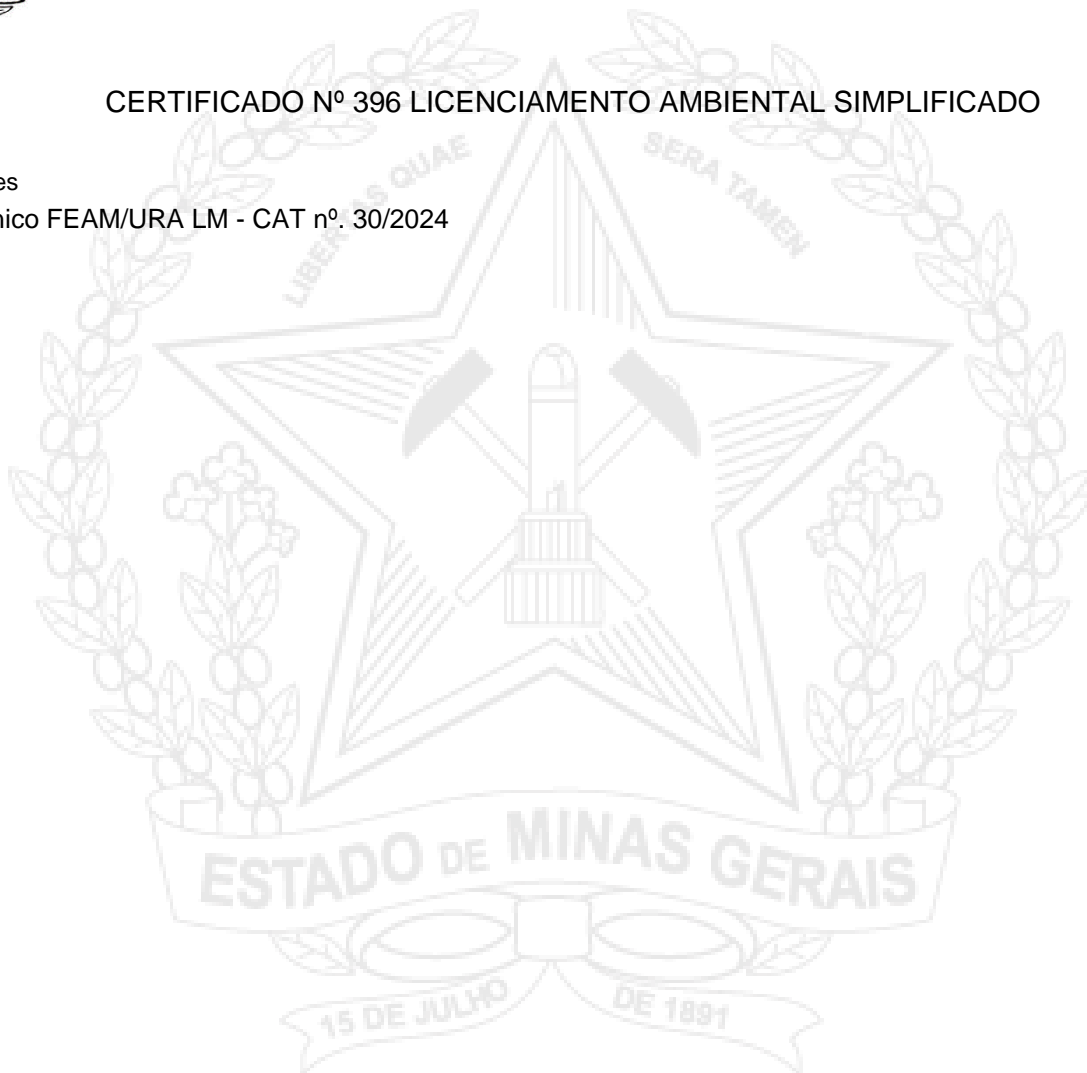 CERTIFICADO Nº 396 LICENCIAMENTO AMBIENTAL SIMPLIFICADO
es
nico FEAM/URA LM - CAT nº. 30/2024
LIBERTAS QUAE SERA TAMEN
ESTADO DE MINAS GERAIS
15 DE JULHO DE 1891